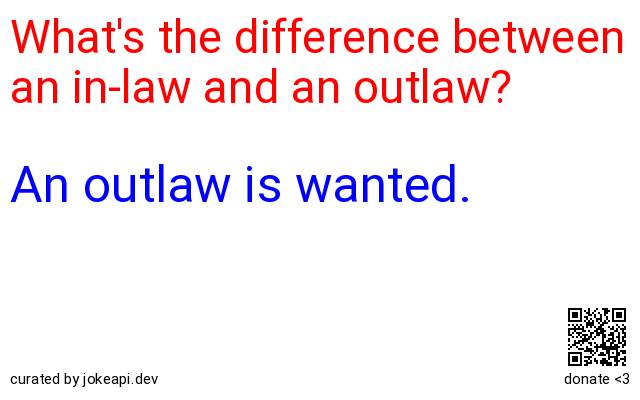 What's the difference between
an in-law and an outlaw?
An outlaw is wanted.
curated by jokeapi.dev
donate <3